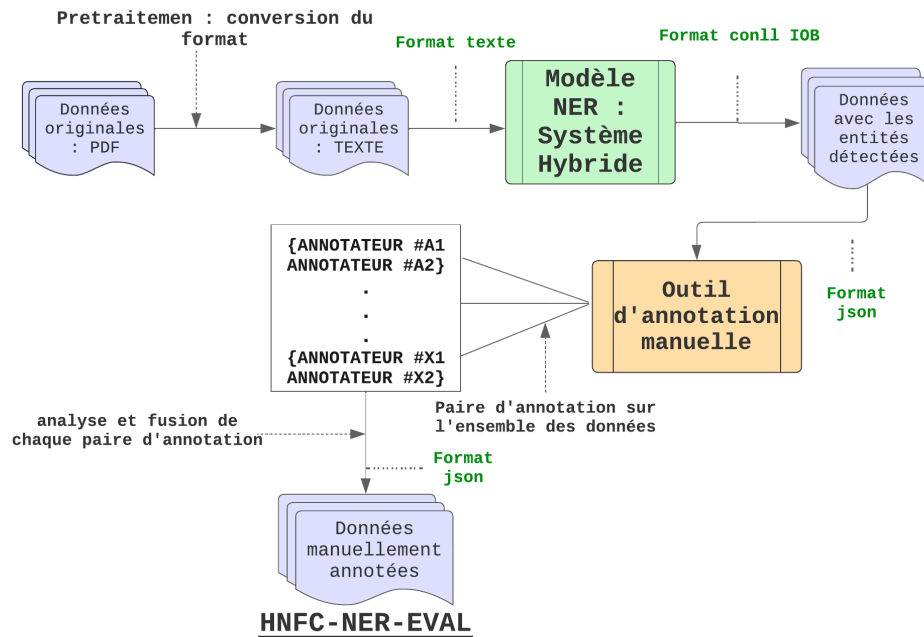 Pretraitemen : conversion du
format
Format texte
Format conll IOB
Données
originales
: PDF
Données
originales
: TEXTE
Modèle
NER :
Système
Hybride
Données
avec les
entités
détectées
{ANNOTATEUR #A1
ANNOTATEUR #A2}
.
.
.
{ANNOTATEUR #X1
ANNOTATEUR #X2}
Outil
d'annotation
manuelle
Format
json
Paire d'annotation sur
l'ensemble des données
analyse et fusion de
chaque paire d'annotation
Format
json
Données
manuellement
annotées
HNFC-NER-EVAL